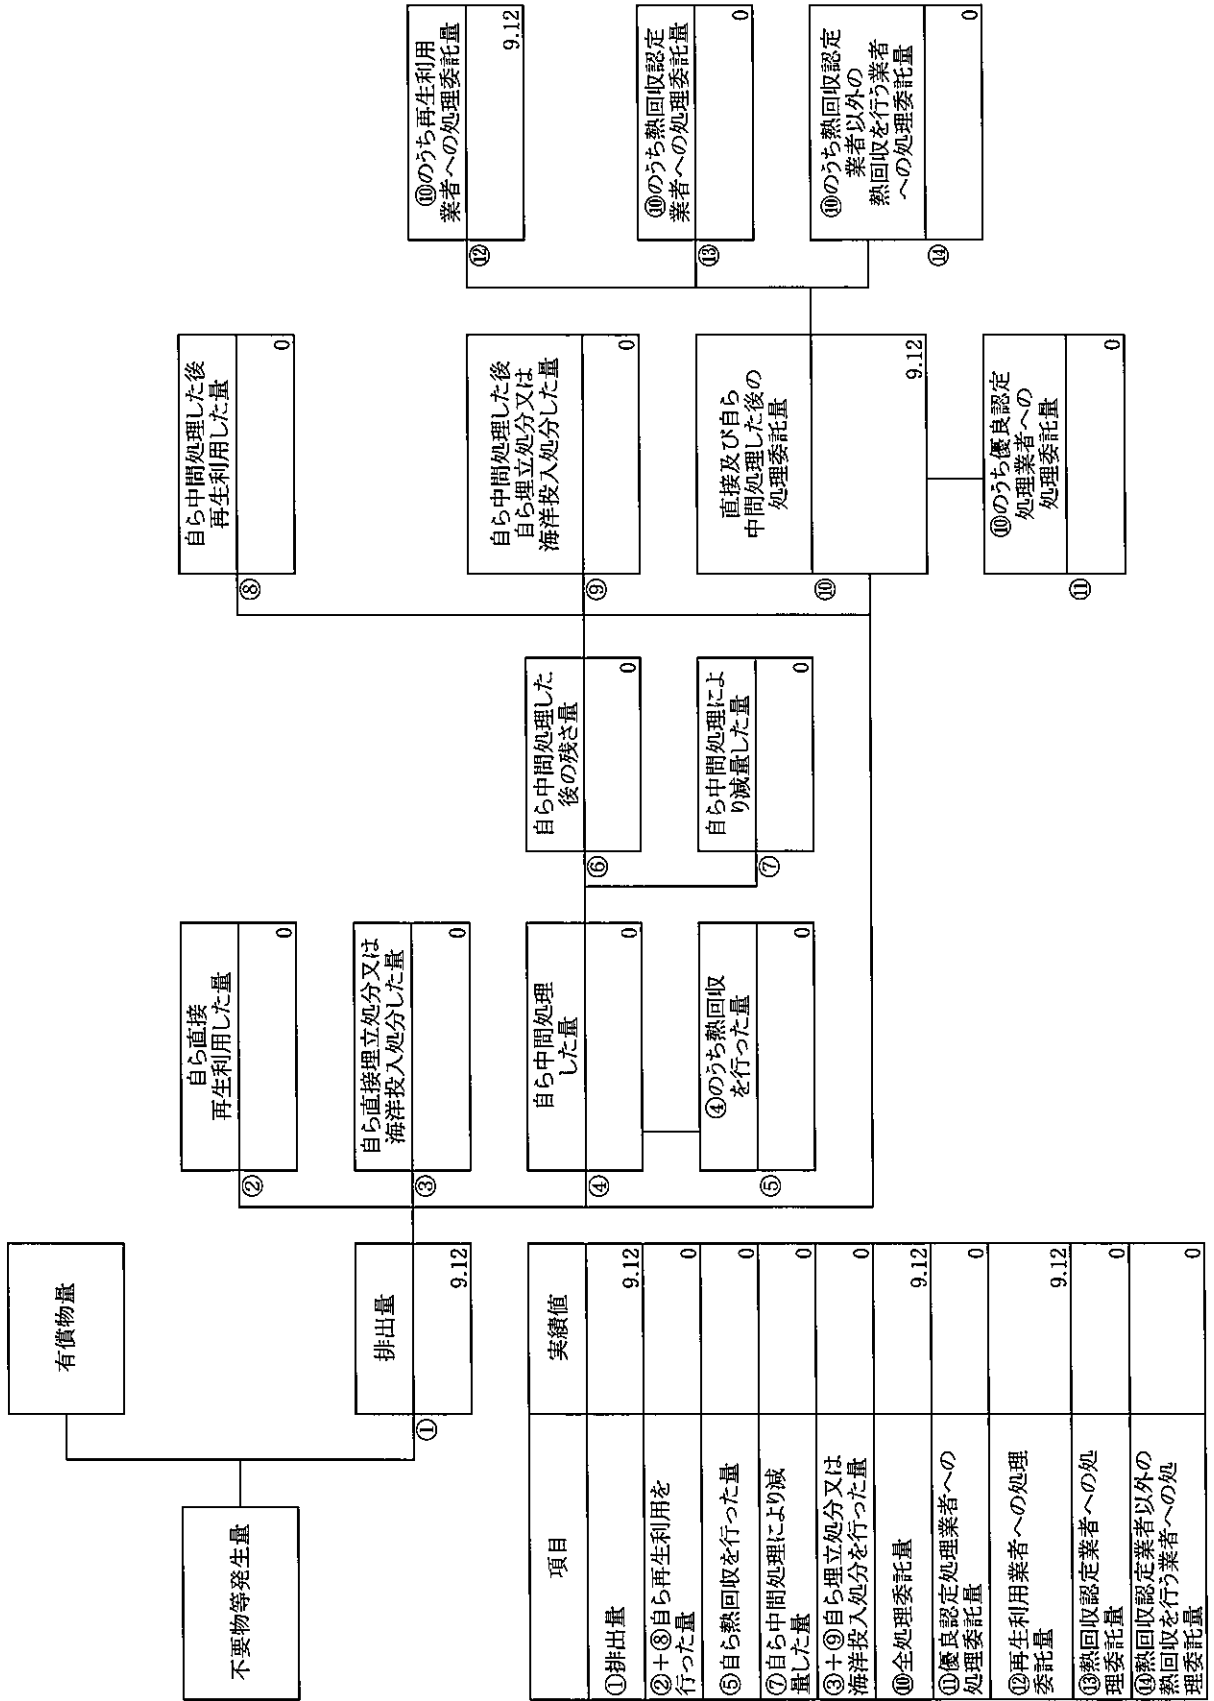 不要物等発生量
有償物量
①
排出量
9.12
②
自ら直接
再生利用した量
0
③
自ら直接埋立処分又は
海洋投入処分した量
0
④
自ら中間処理
した量
0
⑤
④のうち熱回収
を行った量
0
⑥
自ら中間処理した
後の残さ量
0
⑦
自ら中間処理によ
り減量した量
0
⑧
自ら中間処理した後
再生利用した量
0
⑨
自ら中間処理した後
自ら埋立処分又は
海洋投入処分した量
0
⑩
直接及び自ら
中間処理した後の
処理委託量
9.12
⑪
⑩のうち優良認定
処理業者への
処理委託量
0
⑫
⑩のうち再生利用
業者への処理委託量
9.12
⑬
⑩のうち熱回収認定
業者への処理委託量
0
⑭
⑩のうち熱回収認定
業者以外の
熱回収を行う業者
への処理委託量
0
項目 実績値
①排出量 9.12
②+⑧自ら再生利用を
行った量 0
⑤自ら熱回収を行った量 0
⑦自ら中間処理により減
量した量 0
③+⑨自ら埋立処分又は
海洋投入処分を行った量 0
⑩全処理委託量 9.12
⑪優良認定処理業者への
処理委託量 0
⑫再生利用業者への処理
委託量 9.12
⑬熱回収認定業者への処
理委託量 0
⑭熱回収認定業者以外の
熱回収を行う業者への処
理委託量 0